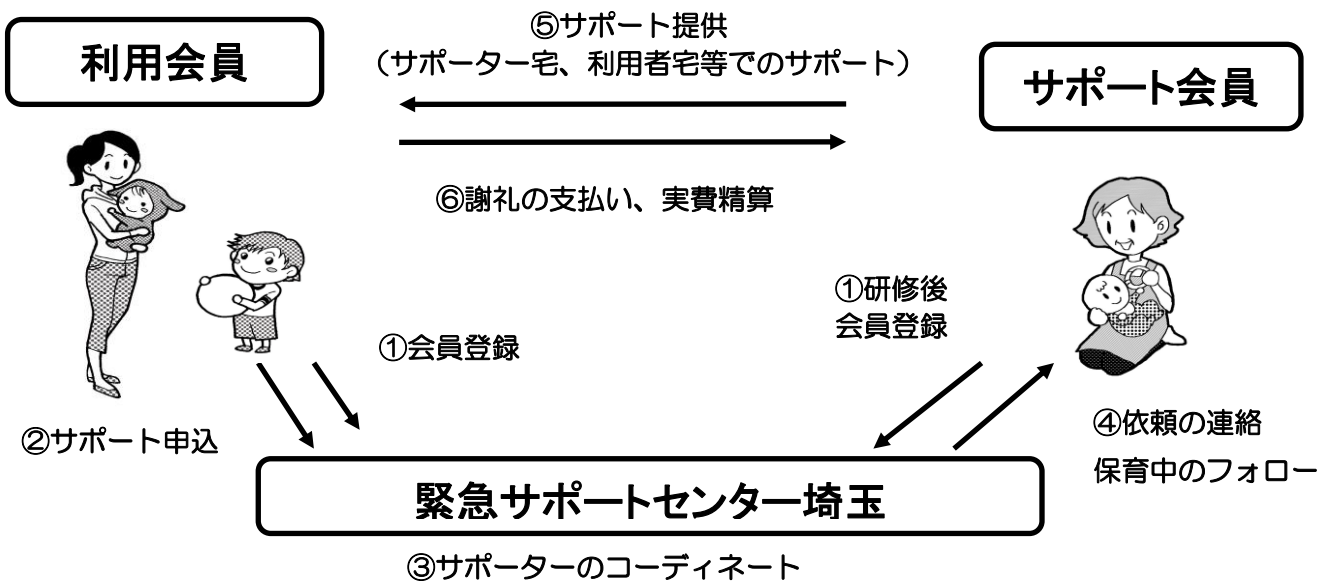 利用会員
⑤サポート提供
（サポーター宅、利用者宅等でのサポート）
サポート会員
⑥謝礼の支払い、実費精算
①研修後
会員登録
①会員登録
②サポート申込
④依頼の連絡
保育中のフォロー
緊急サポートセンター埼玉
③サポーターのコーディネート